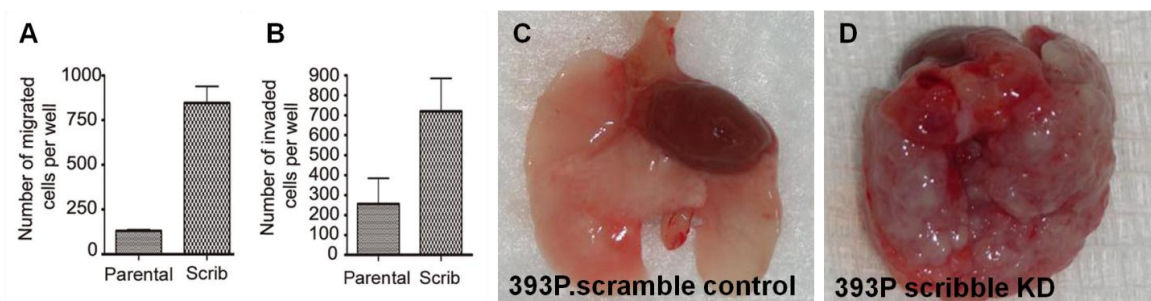 A
Number of migrated
cells per well
1000
750
500
250
0
Parental Scrib
B
Number of invaded
cells per well
900
800
700
600
500
400
300
200
100
0
Parental Scrib
C
393P.scramble control
D
393P scribble KD